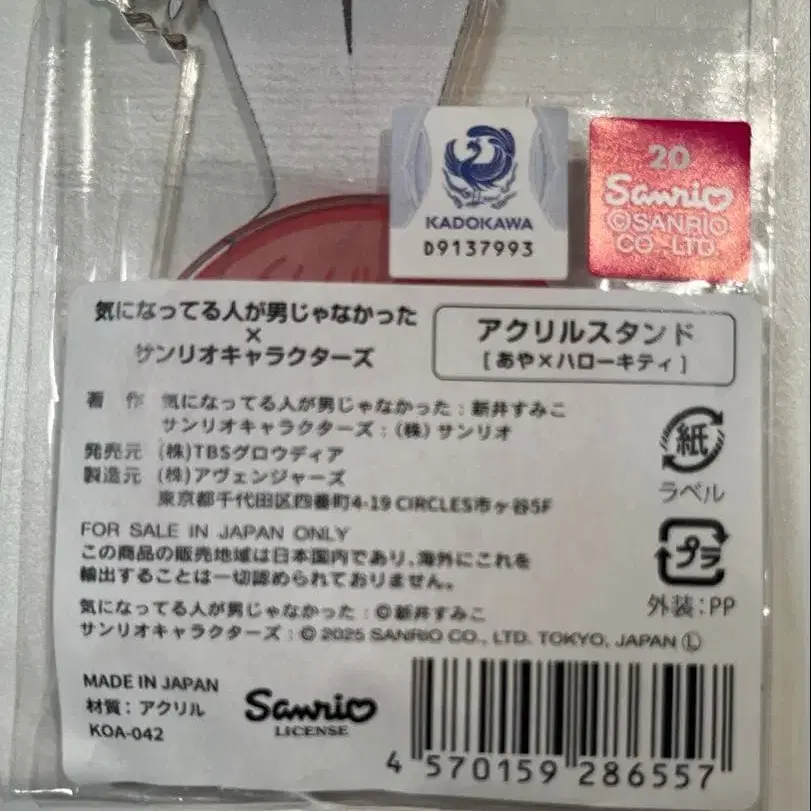 KADOKAWA
D9137993
20
Sanrio
©SANRIO
CO.,LTD.
気になってる人が男じゃなかった
×
サンリオキャラクターズ
アクリルスタンド
[ あや×ハローキティ ]
著 作 気になってる人が男じゃなかった：新井すみこ
サンリオキャラクターズ：(株) サンリオ
発売元 (株)TBSグロウディア
製造元 (株)アヴェンジャーズ
東京都千代田区四番町4-19 CIRCLES市ヶ谷5F
紙
ラベル
FOR SALE IN JAPAN ONLY
この商品の販売地域は日本国内であり、海外にこれを
輸出することは一切認められておりません。
プラ
外装：PP
気になってる人が男じゃなかった：©新井すみこ
サンリオキャラクターズ：© 2025 SANRIO CO., LTD. TOKYO, JAPAN Ⓛ
MADE IN JAPAN
材質：アクリル
KOA-042
Sanrio
LICENSE
4 570159 286557